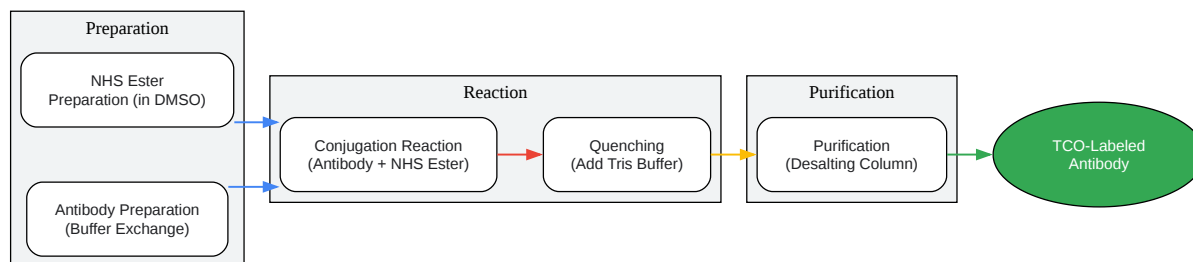 Preparation
NHS Ester
Preparation (in DMSO)
Antibody Preparation
(Buffer Exchange)
Reaction
Conjugation Reaction
(Antibody + NHS Ester)
Quenching
(Add Tris Buffer)
Purification
Purification
(Desalting Column)
TCO-Labeled
Antibody